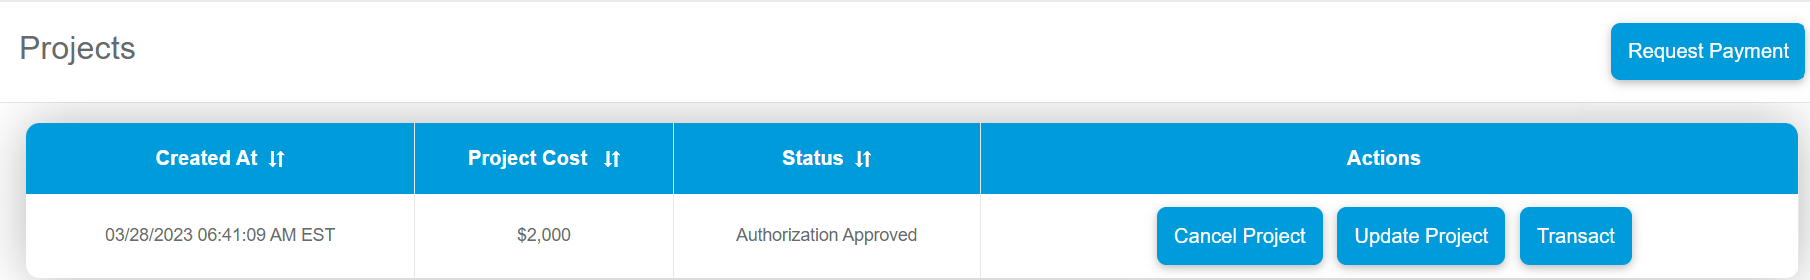 Projects
Request Payment
Created At Project Cost Status Actions
03/28/2023 06:41:09 AM EST $2,000 Authorization Approved Cancel Project Update Project Transact